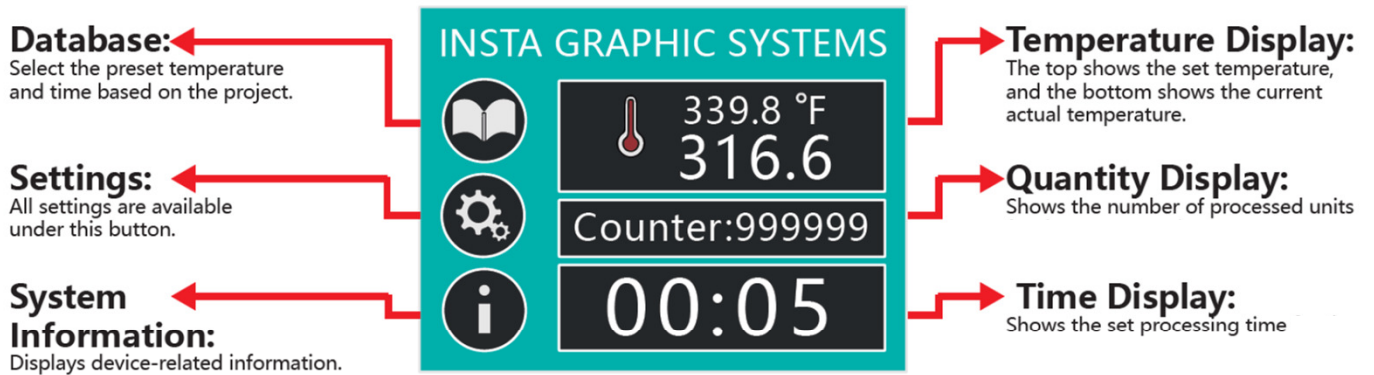 Database:
Select the preset temperature
and time based on the project.
Settings:
All settings are available
under this button.
System
Information:
Displays device-related information.
INSTA GRAPHIC SYSTEMS
339.8 °F
316.6
Counter:999999
00:05
Temperature Display:
The top shows the set temperature,
and the bottom shows the current
actual temperature.
Quantity Display:
Shows the number of processed units
Time Display:
Shows the set processing time